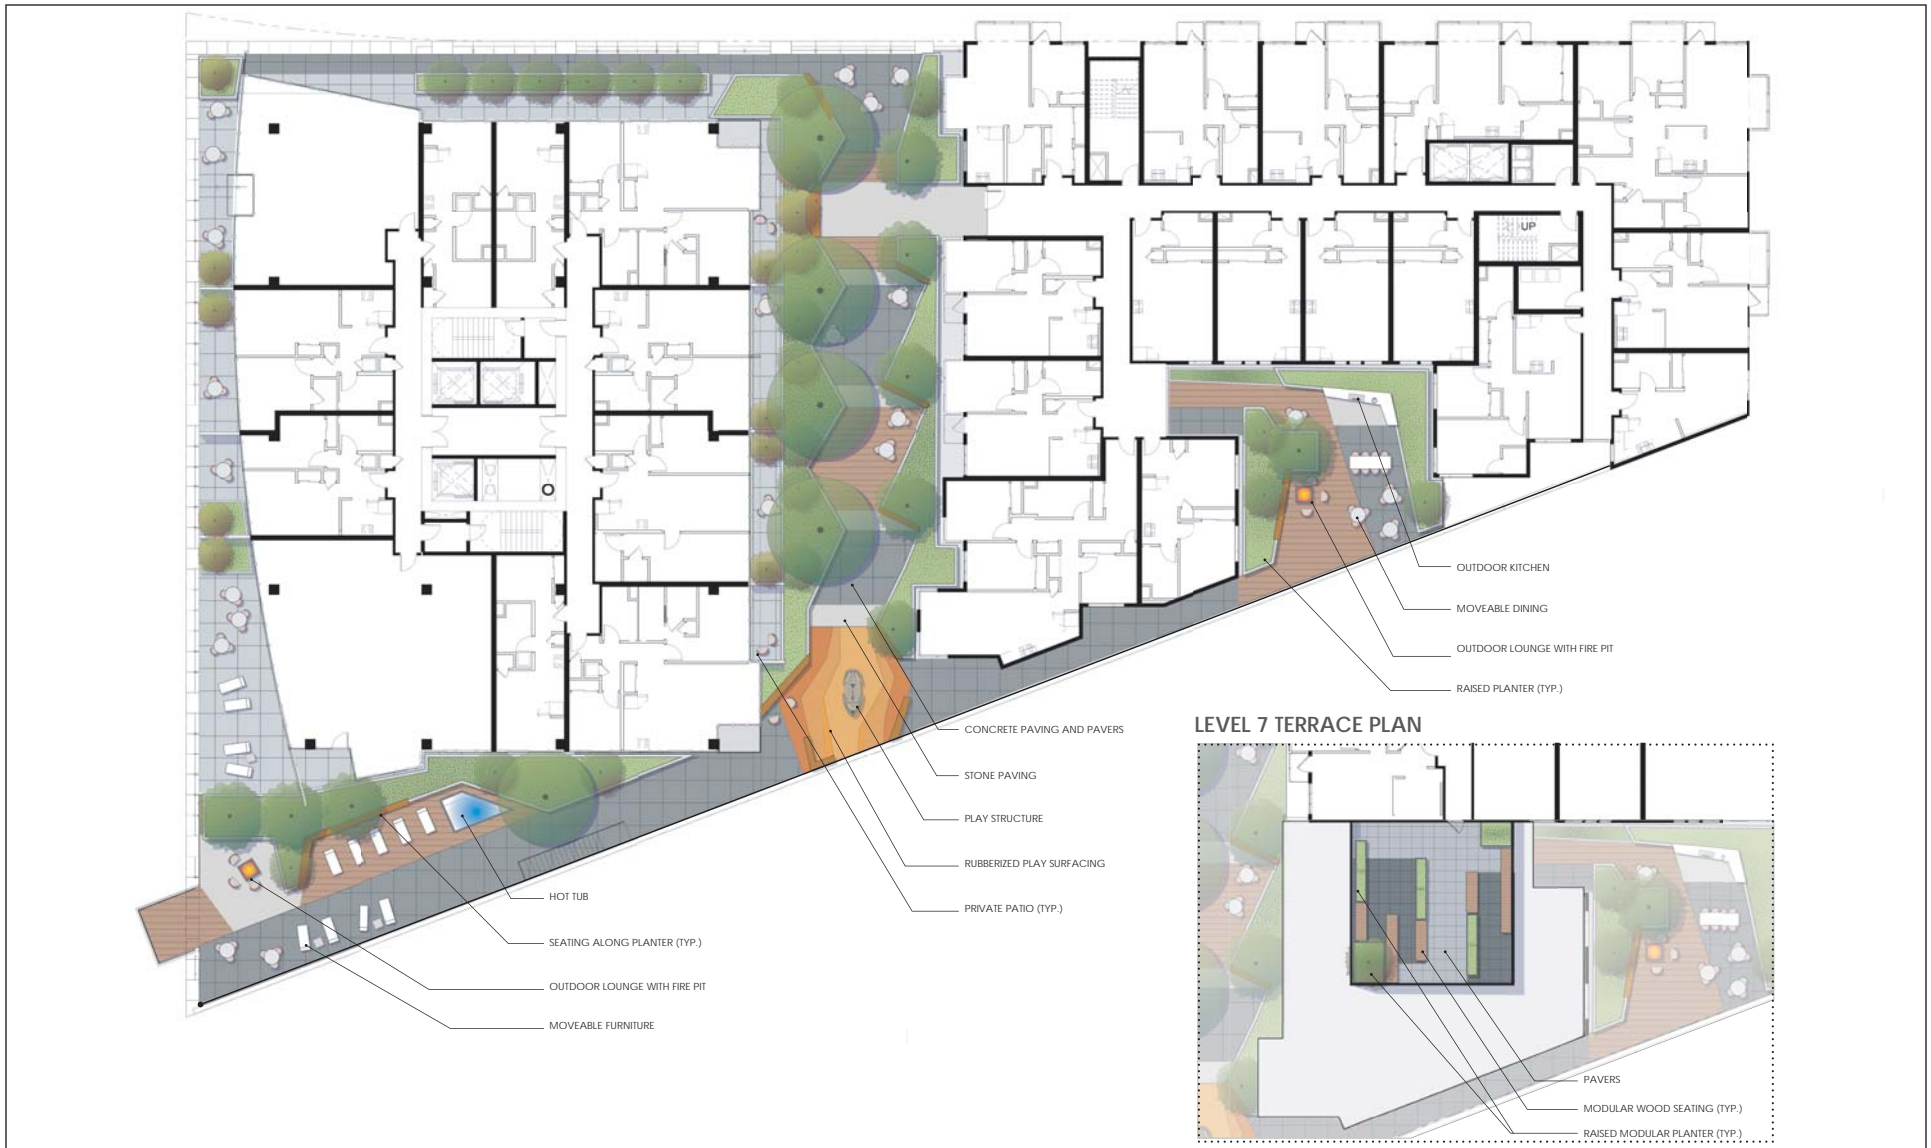 UP
OUTDOOR KITCHEN
MOVEABLE DINING
OUTDOOR LOUNGE WITH FIRE PIT
RAISED PLANTER (TYP.)
CONCRETE PAVING AND PAVERS
STONE PAVING
PLAY STRUCTURE
RUBBERIZED PLAY SURFACING
PRIVATE PATIO (TYP.)
HOT TUB
SEATING ALONG PLANTER (TYP.)
OUTDOOR LOUNGE WITH FIRE PIT
MOVEABLE FURNITURE
LEVEL 7 TERRACE PLAN
PAVERS
MODULAR WOOD SEATING (TYP.)
RAISED MODULAR PLANTER (TYP.)